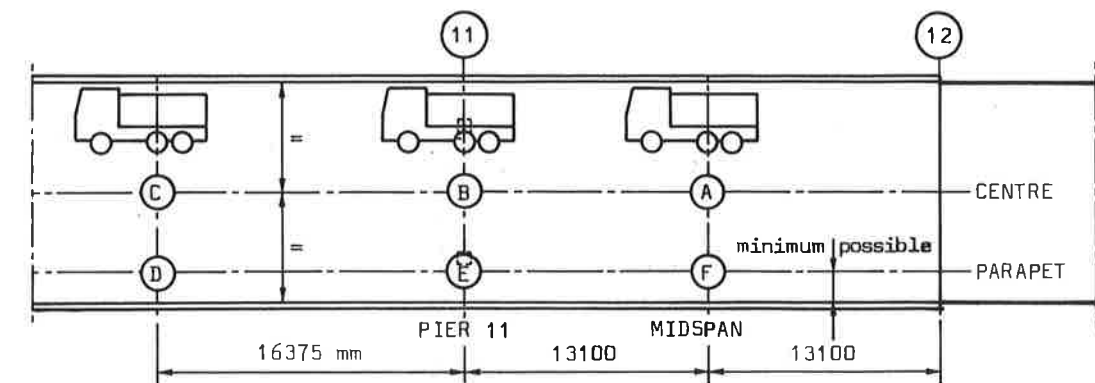 11
12
=
C
B
A
CENTRE
=
minimum possible
D
E
F
PARAPET
PIER 11
MIDSPAN
16375 mm
13100
13100